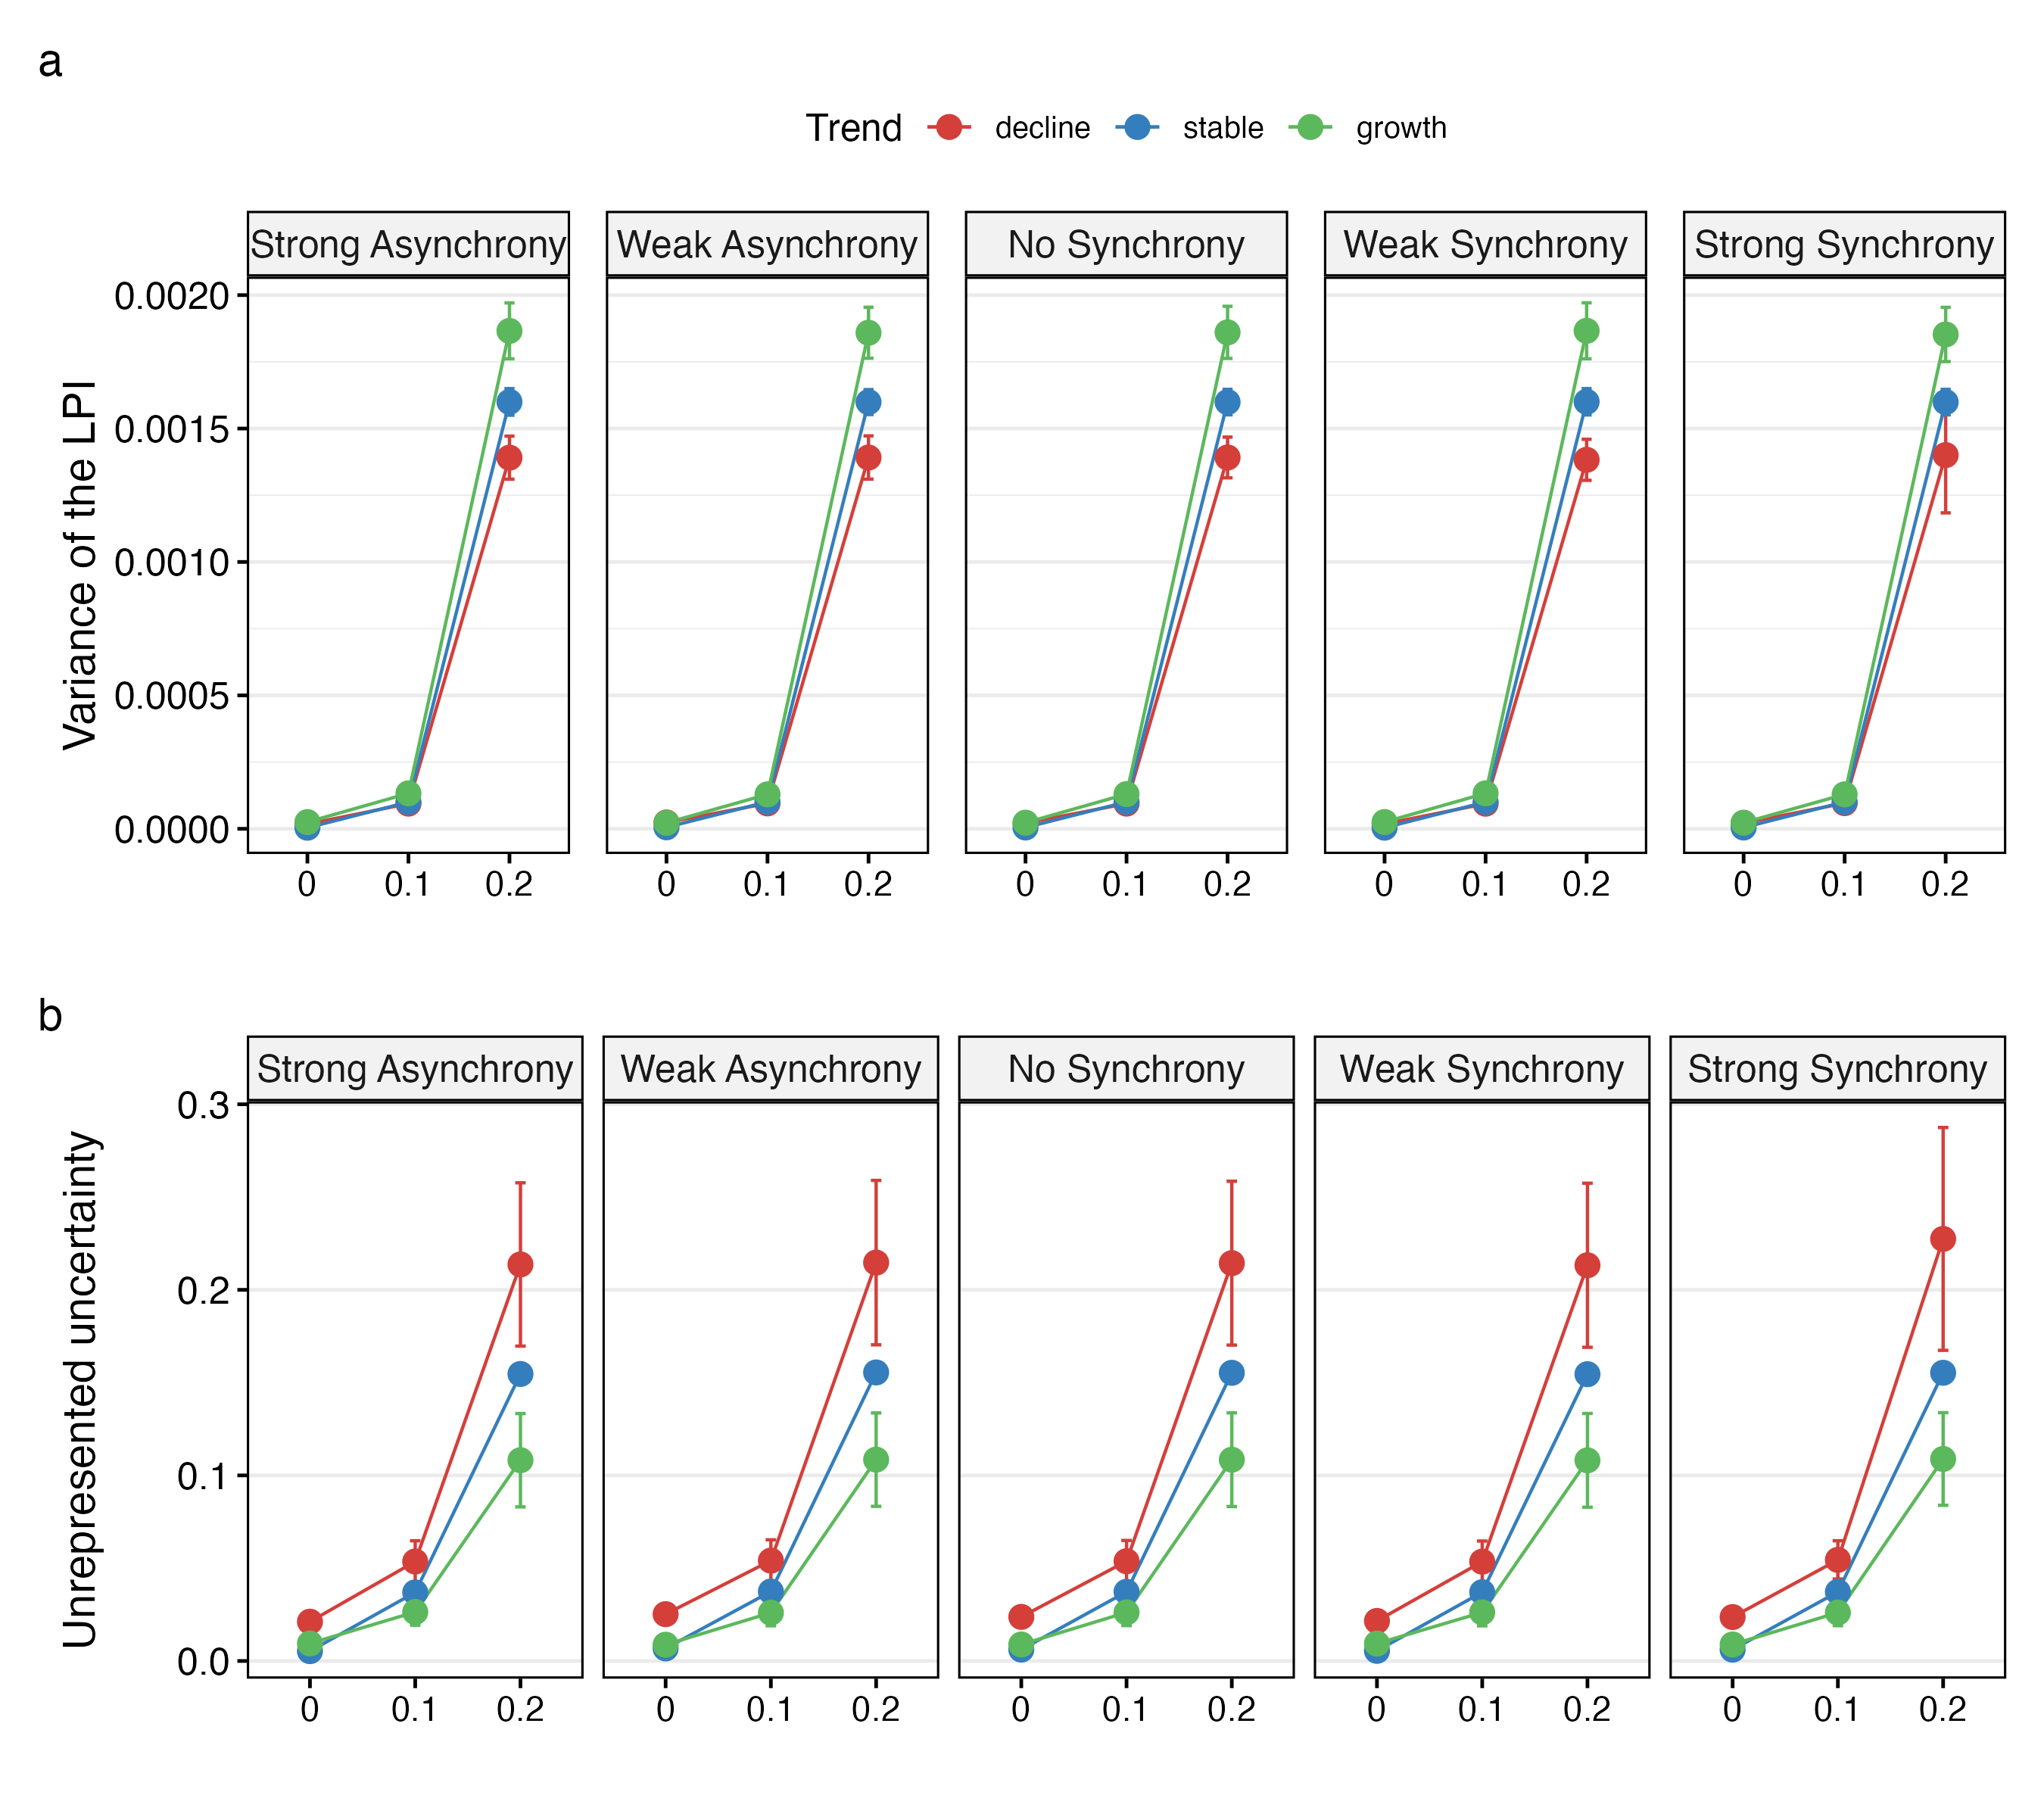 a
Trend decline stable growth
Strong Asynchrony Weak Asynchrony No Synchrony Weak Synchrony Strong Synchrony
Variance of the LPI
0.0020
0.0015
0.0010
0.0005
0.0000
0 0.1 0.2 0 0.1 0.2 0 0.1 0.2 0 0.1 0.2 0 0.1 0.2
b
Strong Asynchrony Weak Asynchrony No Synchrony Weak Synchrony Strong Synchrony
Unrepresented uncertainty
0.3
0.2
0.1
0.0
0 0.1 0.2 0 0.1 0.2 0 0.1 0.2 0 0.1 0.2 0 0.1 0.2